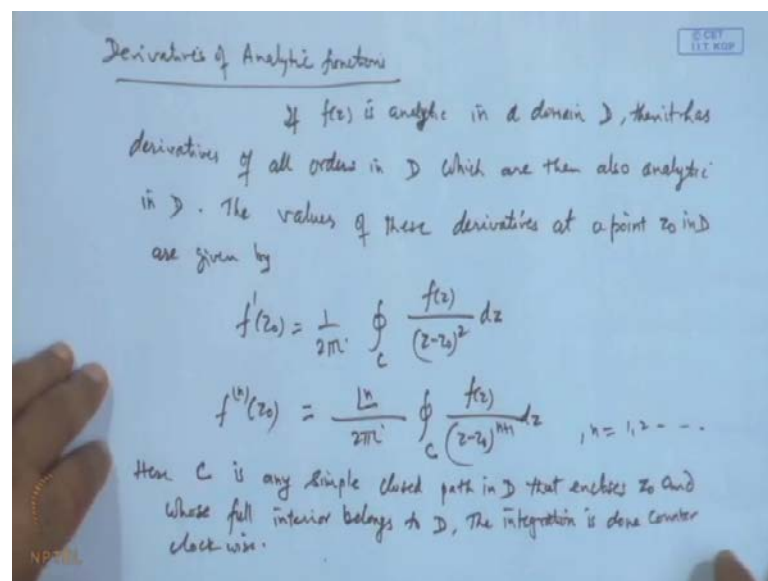 Derivatives of Analytic functions
© CET
I.I.T. KGP
If f(z) is analytic in a domain D, then it has
derivatives of all orders in D which are then also analytic
in D. The values of these derivatives at a point z₀ in D
are given by
f'(z₀) = 1/2πi ∮_C f(z)/(z-z₀)² dz
f⁽ⁿ⁾(z₀) = ⌊n/2πi ∮_C f(z)/(z-z₀)ⁿ⁺¹ dz , n = 1, 2 - - -.
Here C is any simple closed path in D that encloses z₀ and
whose full interior belongs to D, The integration is done counter
clockwise.
NPTEL